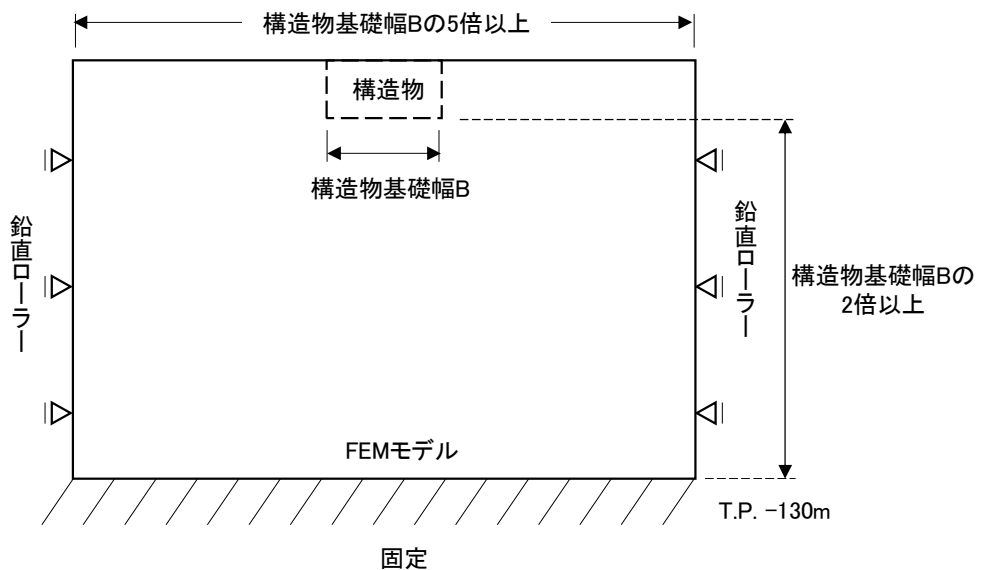 構造物基礎幅Bの5倍以上
構造物
構造物基礎幅B
鉛直ローラー
鉛直ローラー
構造物基礎幅Bの
2倍以上
FEMモデル
T.P. -130m
固定